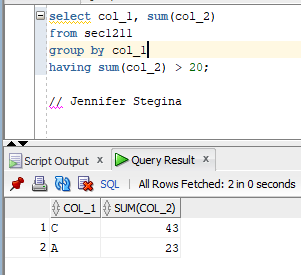 select col_1, sum(col_2)
from sec1211
group by col_1
having sum(col_2) > 20;
// Jennifer Stegina
Script Output x Query Result x
SQL | All Rows Fetched: 2 in 0 seconds
COL_1 SUM(COL_2)
1 C 43
2 A 23